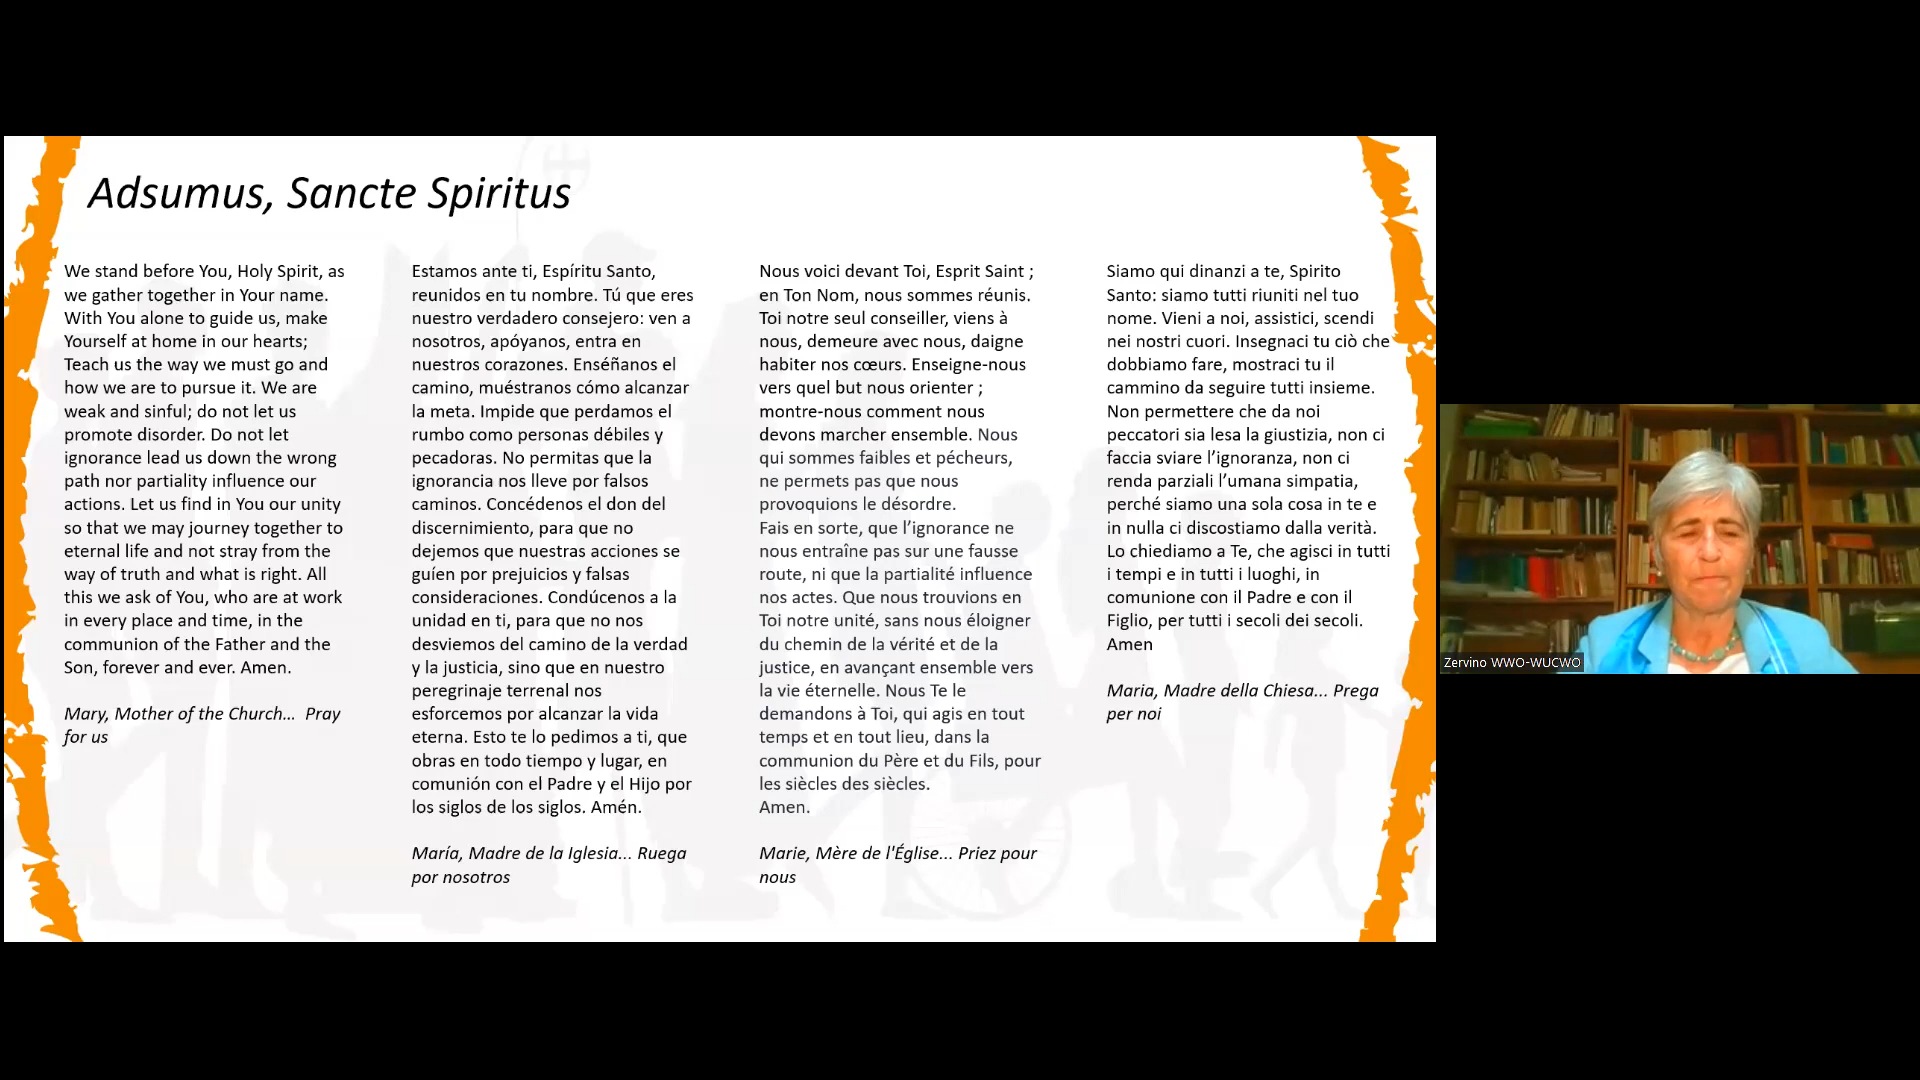 Adsumus, Sancte Spiritus
We stand before You, Holy Spirit, as
we gather together in Your name.
With You alone to guide us, make
Yourself at home in our hearts;
Teach us the way we must go and
how we are to pursue it. We are
weak and sinful; do not let us
promote disorder. Do not let
ignorance lead us down the wrong
path nor partiality influence our
actions. Let us find in You our unity
so that we may journey together to
eternal life and not stray from the
way of truth and what is right. All
this we ask of You, who are at work
in every place and time, in the
communion of the Father and the
Son, forever and ever. Amen.
Mary, Mother of the Church... Pray
for us
Estamos ante ti, Espíritu Santo,
reunidos en tu nombre. Tú que eres
nuestro verdadero consejero: ven a
nosotros, apóyanos, entra en
nuestros corazones. Enséñanos el
camino, muéstranos cómo alcanzar
la meta. Impide que perdamos el
rumbo como personas débiles y
pecadoras. No permitas que la
ignorancia nos lleve por falsos
caminos. Concédenos el don del
discernimiento, para que no
dejemos que nuestras acciones se
guíen por prejuicios y falsas
consideraciones. Condúcenos a la
unidad en ti, para que no nos
desviemos del camino de la verdad
y la justicia, sino que en nuestro
peregrinaje terrenal nos
esforcemos por alcanzar la vida
eterna. Esto te lo pedimos a ti, que
obras en todo tiempo y lugar, en
comunión con el Padre y el Hijo por
los siglos de los siglos. Amén.
María, Madre de la Iglesia... Ruega
por nosotros
Nous voici devant Toi, Esprit Saint ;
en Ton Nom, nous sommes réunis.
Toi notre seul conseiller, viens à
nous, demeure avec nous, daigne
habiter nos cœurs. Enseigne-nous
vers quel but nous orienter ;
montre-nous comment nous
devons marcher ensemble. Nous
qui sommes faibles et pécheurs,
ne permets pas que nous
provoquions le désordre.
Fais en sorte, que l’ignorance ne
nous entraîne pas sur une fausse
route, ni que la partialité influence
nos actes. Que nous trouvions en
Toi notre unité, sans nous éloigner
du chemin de la vérité et de la
justice, en avançant ensemble vers
la vie éternelle. Nous Te le
demandons à Toi, qui agis en tout
temps et en tout lieu, dans la
communion du Père et du Fils, pour
les siècles des siècles.
Amen.
Marie, Mère de l'Église... Priez pour
nous
Siamo qui dinanzi a te, Spirito
Santo: siamo tutti riuniti nel tuo
nome. Vieni a noi, assistici, scendi
nei nostri cuori. Insegnaci tu ciò che
dobbiamo fare, mostraci tu il
cammino da seguire tutti insieme.
Non permettere che da noi
peccatori sia lesa la giustizia, non ci
faccia sviare l’ignoranza, non ci
renda parziali l’umana simpatia,
perché siamo una sola cosa in te e
in nulla ci discostiamo dalla verità.
Lo chiediamo a Te, che agisci in tutti
i tempi e in tutti i luoghi, in
comunione con il Padre e con il
Figlio, per tutti i secoli dei secoli.
Amen
Maria, Madre della Chiesa... Prega
per noi
Zervino WWO-WUCWO